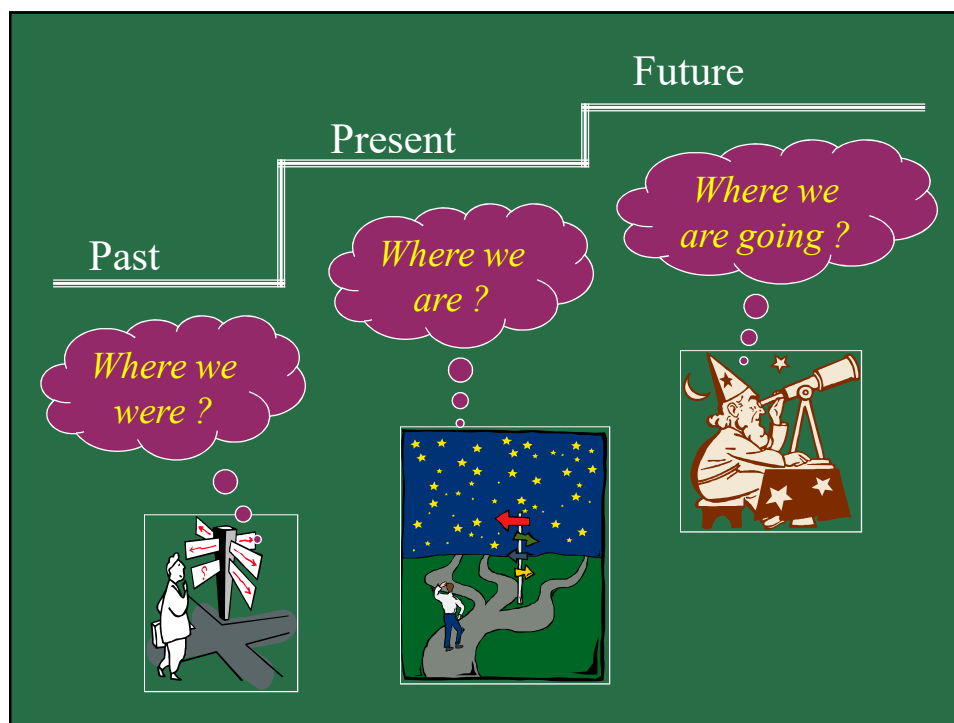 Future
Present
Past
Where we
are going ?
Where we
are ?
Where we
were ?
?